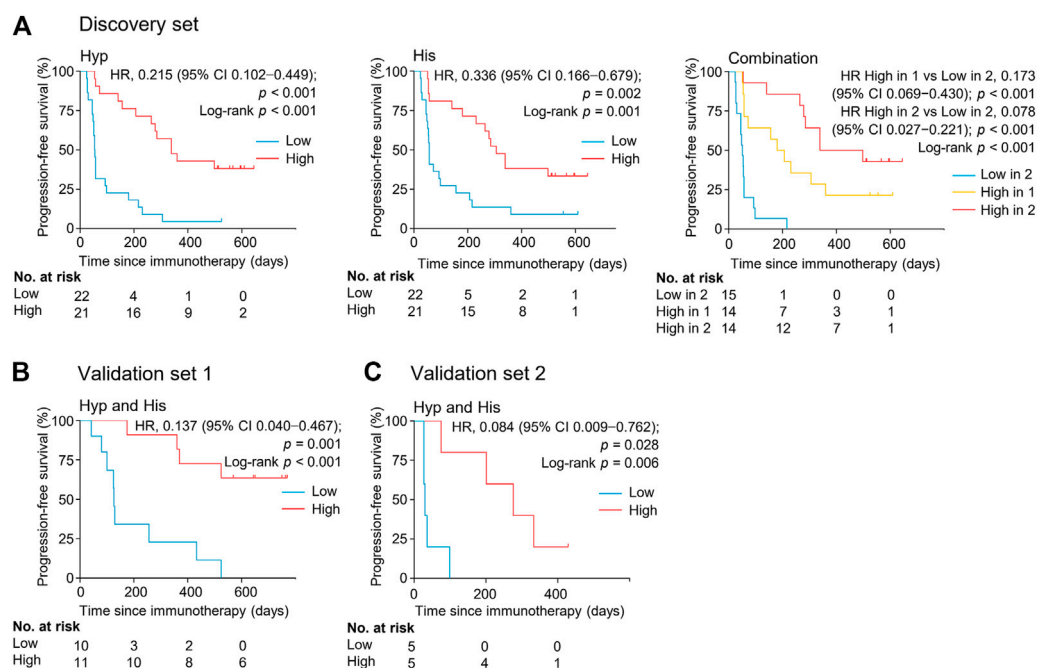 A Discovery set
Hyp
HR, 0.215 (95% CI 0.102–0.449);
p < 0.001
Log-rank p < 0.001
Low
High
Progression-free survival (%)
100
75
50
25
0
0 200 400 600
Time since immunotherapy (days)
No. at risk
Low 22 4 1 0
High 21 16 9 2
His
HR, 0.336 (95% CI 0.166–0.679);
p = 0.002
Log-rank p = 0.001
Low
High
Progression-free survival (%)
100
75
50
25
0
0 200 400 600
Time since immunotherapy (days)
No. at risk
Low 22 5 2 1
High 21 15 8 1
Combination
HR High in 1 vs Low in 2, 0.173
(95% CI 0.069–0.430); p < 0.001
HR High in 2 vs Low in 2, 0.078
(95% CI 0.027–0.221); p < 0.001
Log-rank p < 0.001
Low in 2
High in 1
High in 2
Progression-free survival (%)
100
75
50
25
0
0 200 400 600
Time since immunotherapy (days)
No. at risk
Low in 2 15 1 0 0
High in 1 14 7 3 1
High in 2 14 12 7 1
B Validation set 1
Hyp and His
HR, 0.137 (95% CI 0.040–0.467);
p = 0.001
Log-rank p < 0.001
Low
High
Progression-free survival (%)
100
75
50
25
0
0 200 400 600
Time since immunotherapy (days)
No. at risk
Low 10 3 2 0
High 11 10 8 6
C Validation set 2
Hyp and His
HR, 0.084 (95% CI 0.009–0.762);
p = 0.028
Log-rank p = 0.006
Low
High
Progression-free survival (%)
100
75
50
25
0
0 200 400
Time since immunotherapy (days)
No. at risk
Low 5 0 0
High 5 4 1